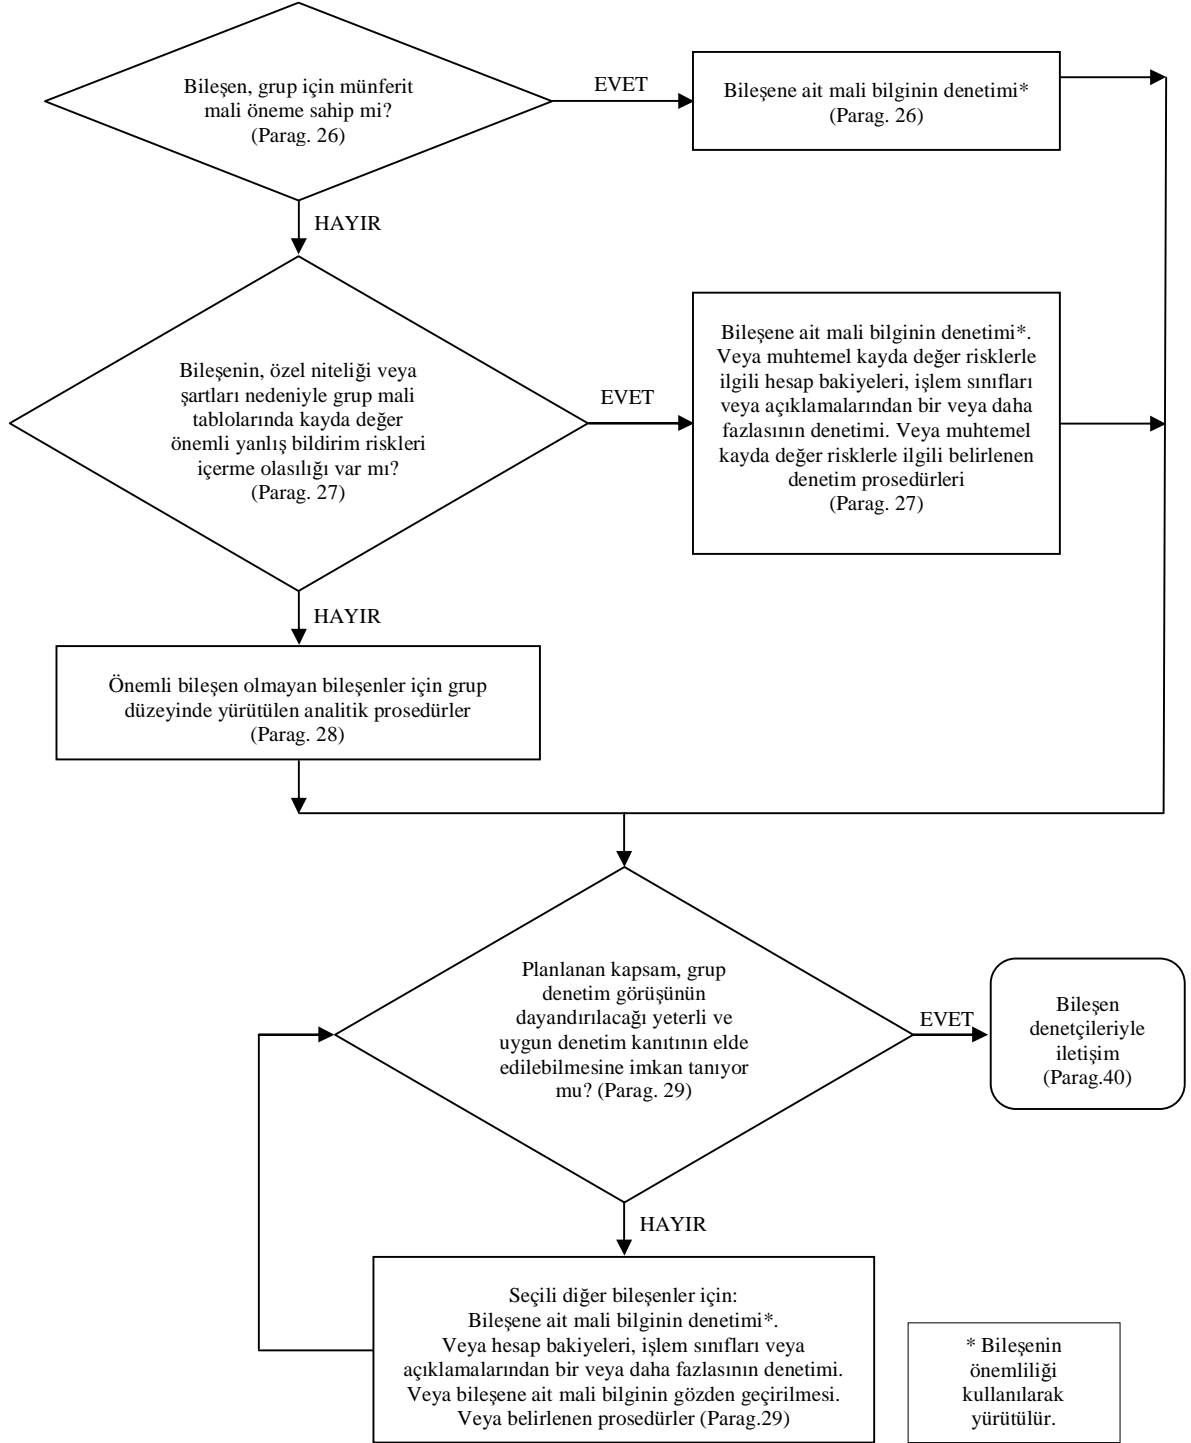 Bileşen, grup için münferit
mali öneme sahip mi?
(Parag. 26)
EVET
Bileşene ait mali bilginin denetimi*
(Parag. 26)
HAYIR
Bileşenin, özel niteliği veya
şartları nedeniyle grup mali
tablolarında kayda değer
önemli yanlış bildirim riskleri
içerme olasılığı var mı?
(Parag. 27)
EVET
Bileşene ait mali bilginin denetimi*.
Veya muhtemel kayda değer risklerle
ilgili hesap bakiyeleri, işlem sınıfları
veya açıklamalarından bir veya daha
fazlasının denetimi. Veya muhtemel
kayda değer risklerle ilgili belirlenen
denetim prosedürleri
(Parag. 27)
HAYIR
Önemli bileşen olmayan bileşenler için grup
düzeyinde yürütülen analitik prosedürler
(Parag. 28)
Planlanan kapsam, grup
denetim görüşünün
dayandırılacağı yeterli ve
uygun denetim kanıtının elde
edilebilmesine imkan tanıyor
mu? (Parag. 29)
EVET
Bileşen
denetçileriyle
iletişim
(Parag.40)
HAYIR
Seçili diğer bileşenler için:
Bileşene ait mali bilginin denetimi*.
Veya hesap bakiyeleri, işlem sınıfları veya
açıklamalarından bir veya daha fazlasının denetimi.
Veya bileşene ait mali bilginin gözden geçirilmesi.
Veya belirlenen prosedürler (Parag.29)
* Bileşenin
önemliliği
kullanılarak
yürütülür.